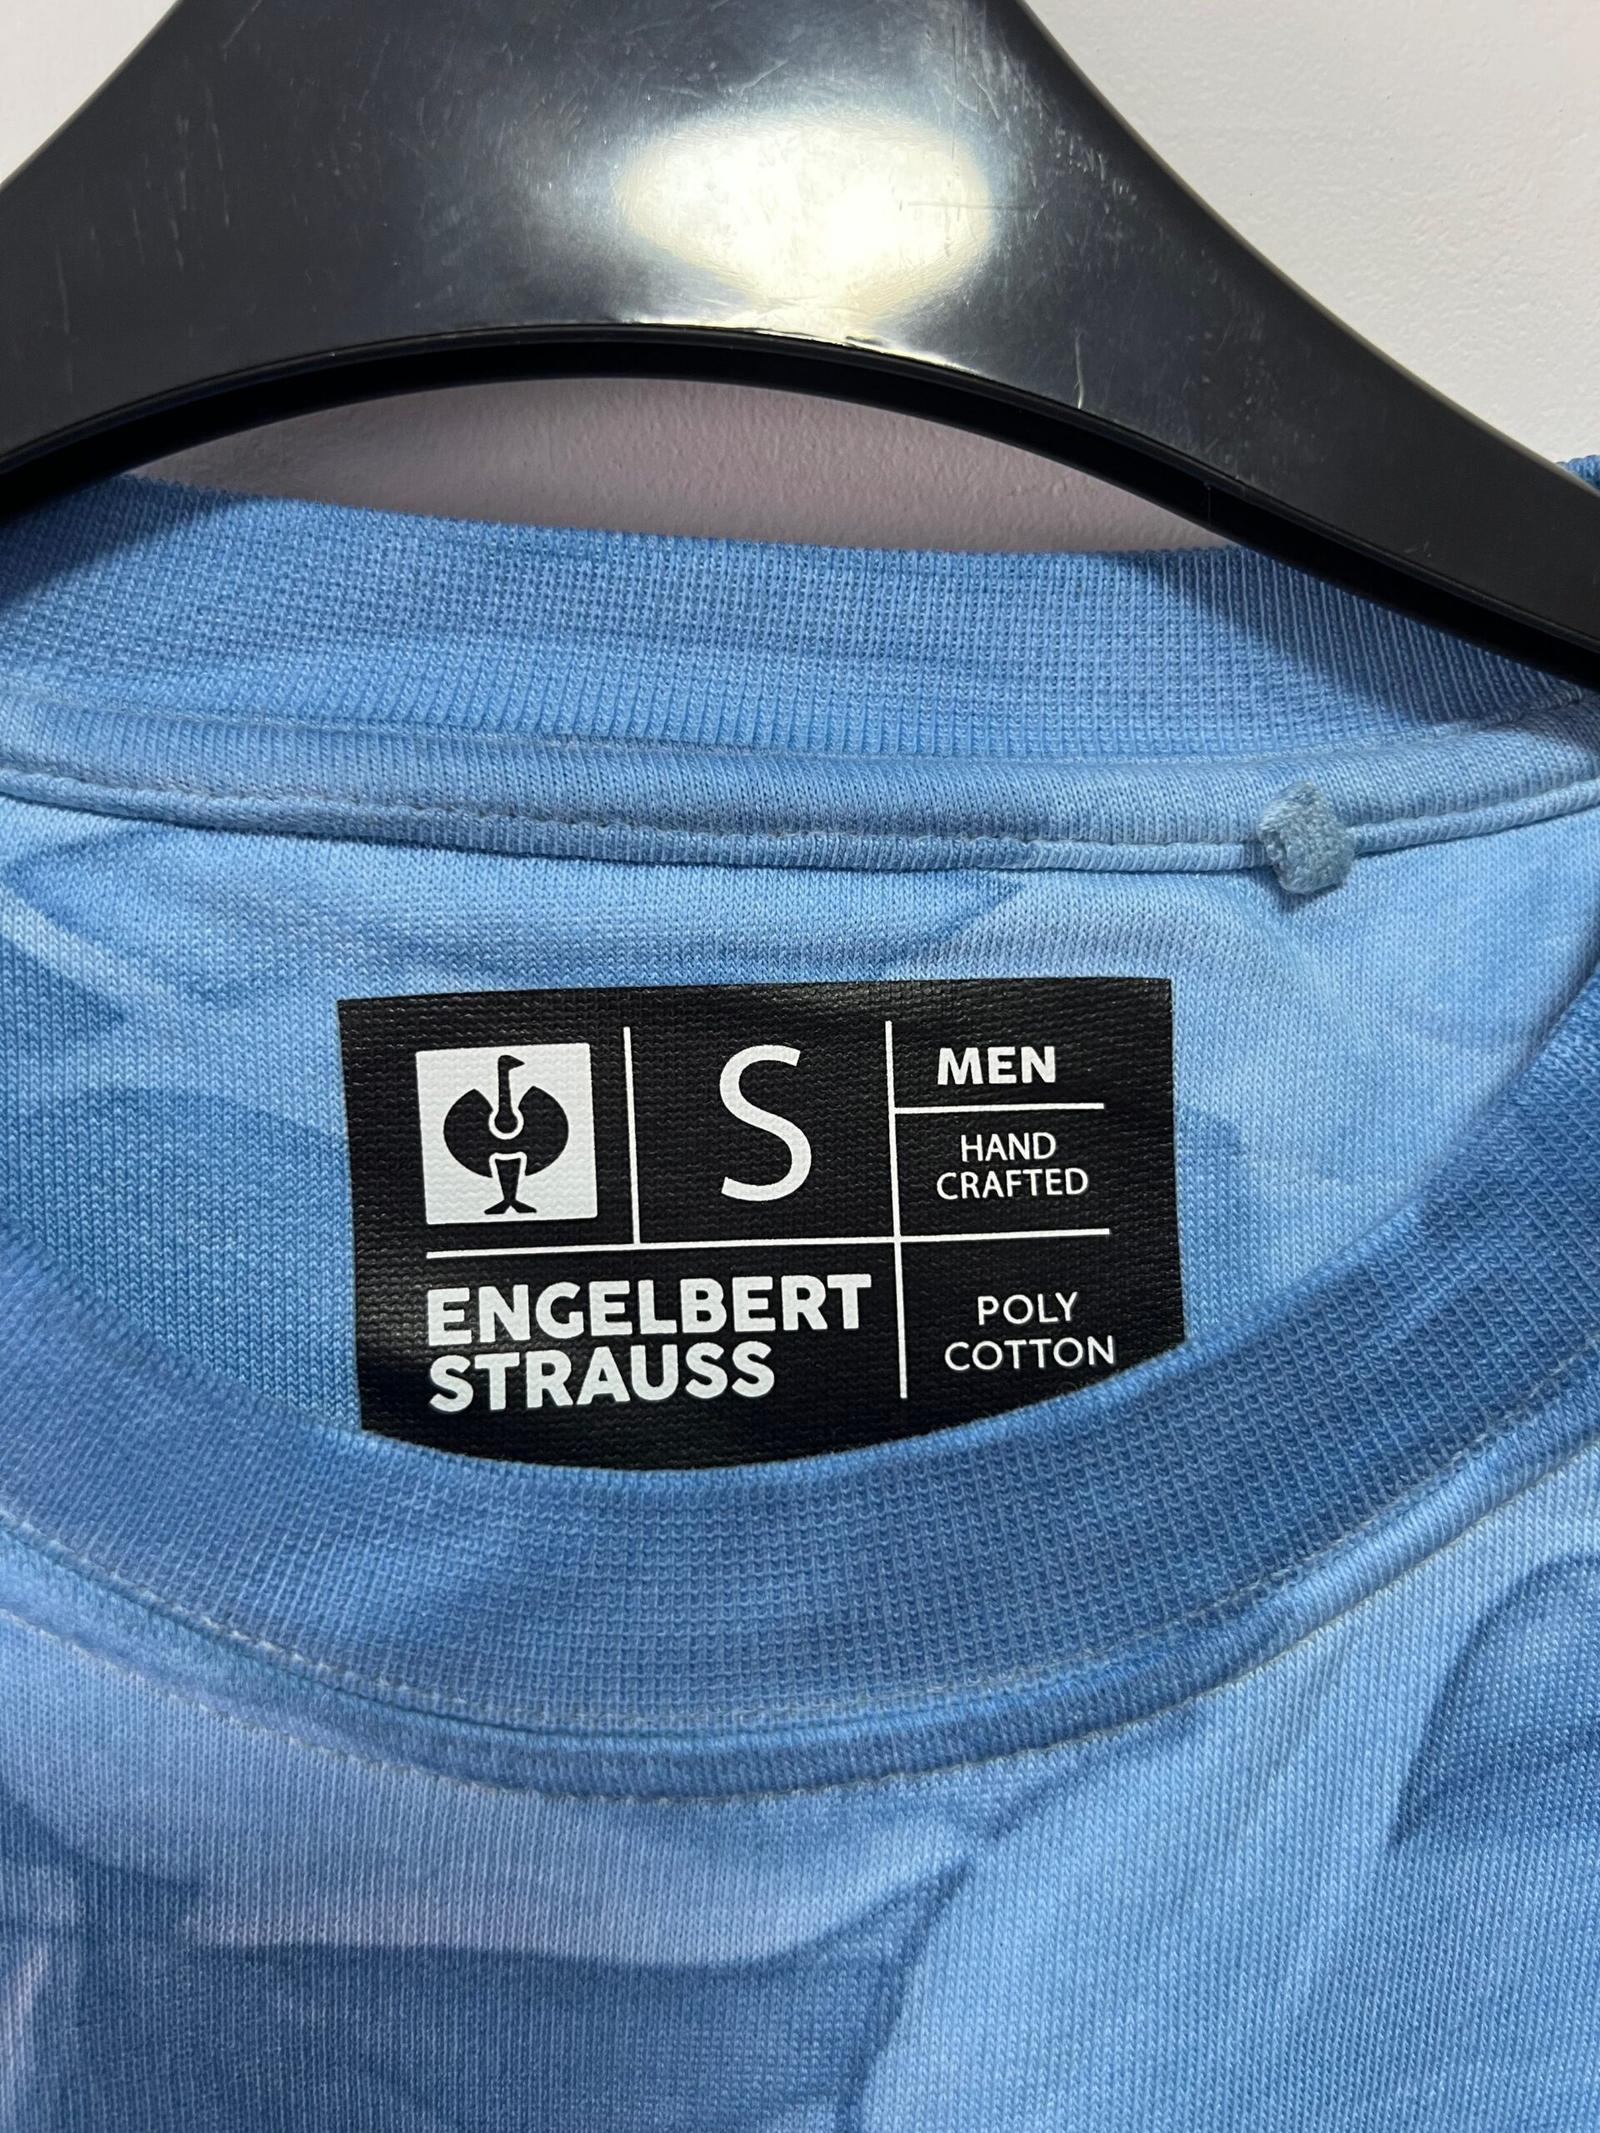 S
MEN
HAND
CRAFTED
ENGELBERT
STRAUSS
POLY
COTTON